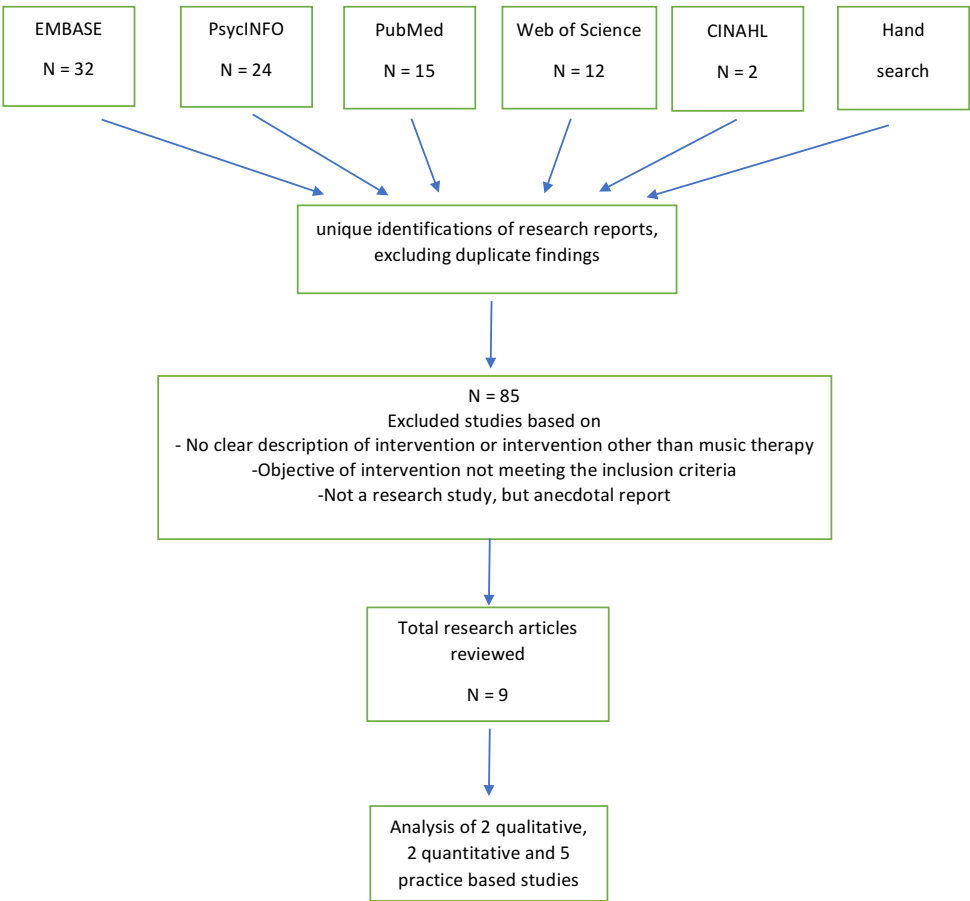 EMBASE
N = 32
PsycINFO
N = 24
PubMed
N = 15
Web of Science
N = 12
CINAHL
N = 2
Hand
search
unique identifications of research reports,
excluding duplicate findings
N = 85
Excluded studies based on
- No clear description of intervention or intervention other than music therapy
-Objective of intervention not meeting the inclusion criteria
-Not a research study, but anecdotal report
Total research articles
reviewed
N = 9
Analysis of 2 qualitative,
2 quantitative and 5
practice based studies